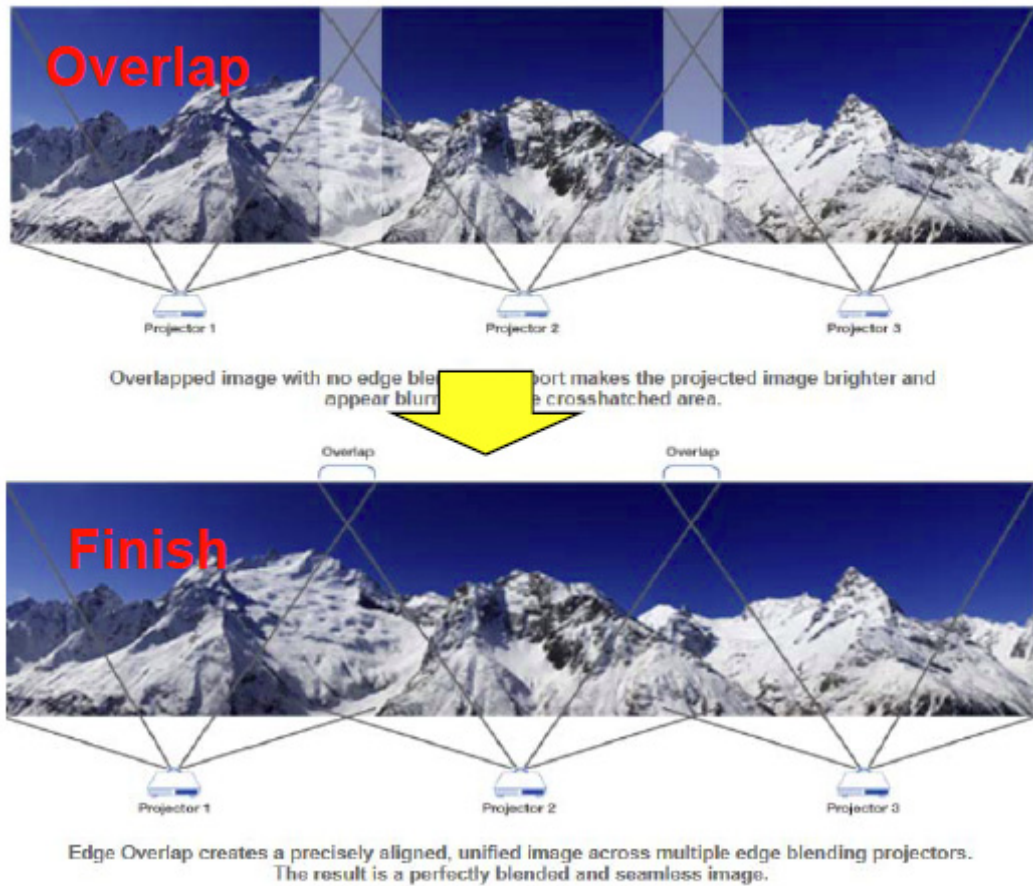 Overlap
Projector 1
Projector 2
Projector 3
Overlapped image with no edge port makes the projected image brighter and
appear crosshatched area.
Overlap
Overlap
Finish
Projector 1
Projector 2
Projector 3
Edge Overlap creates a precisely aligned, unified image across multiple edge blending projectors.
The result is a perfectly blended and seamless image.